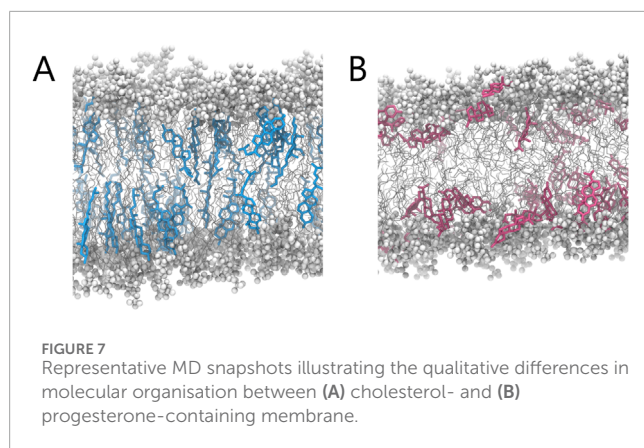 A
B
FIGURE 7
Representative MD snapshots illustrating the qualitative differences in
molecular organisation between (A) cholesterol- and (B)
progesterone-containing membrane.